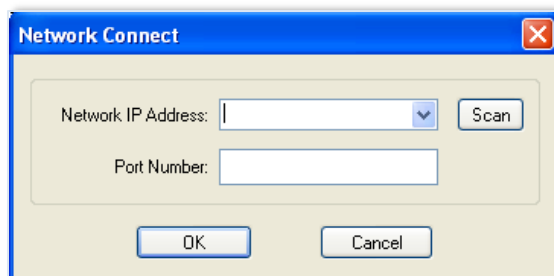 Network Connect
Network IP Address:
Scan
Port Number:
OK
Cancel